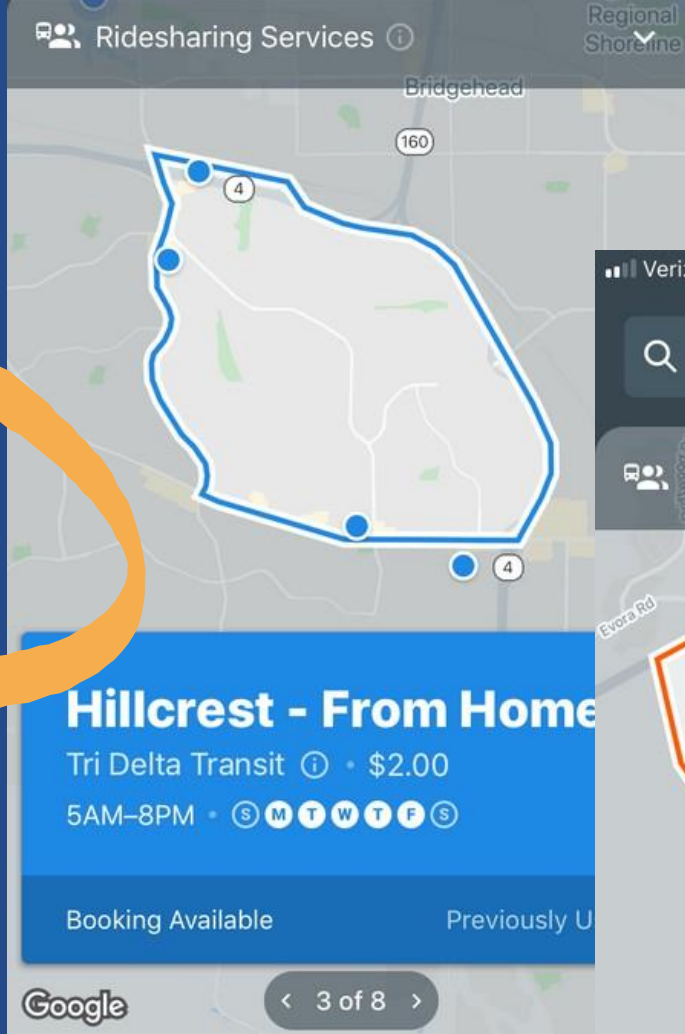 Ridesharing Services
Regional
Shoreline
Bridgehead
160
4
Veri
Evora Rd
4
Hillcrest - From Home
Tri Delta Transit • $2.00
5AM–8PM • S M T W T F S
Booking Available
Previously U
Google
< 3 of 8 >